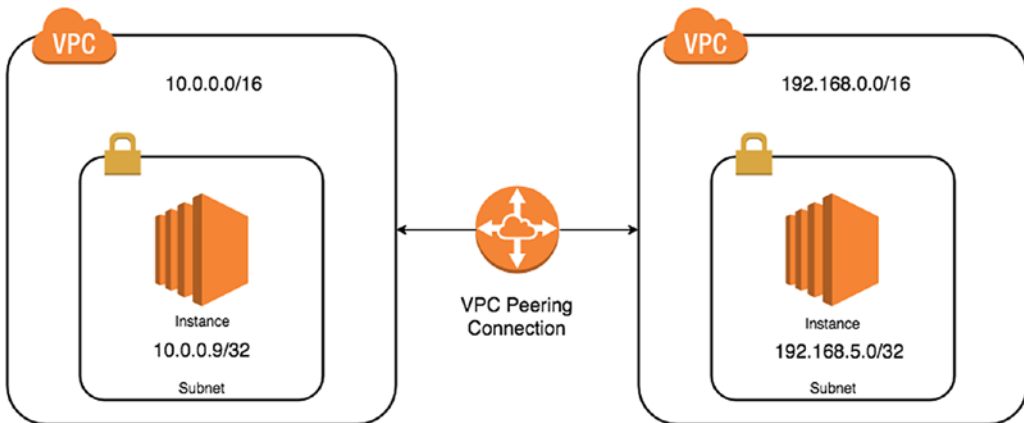 VPC
10.0.0.0/16
Instance
10.0.0.9/32
Subnet
VPC Peering
Connection
VPC
192.168.0.0/16
Instance
192.168.5.0/32
Subnet